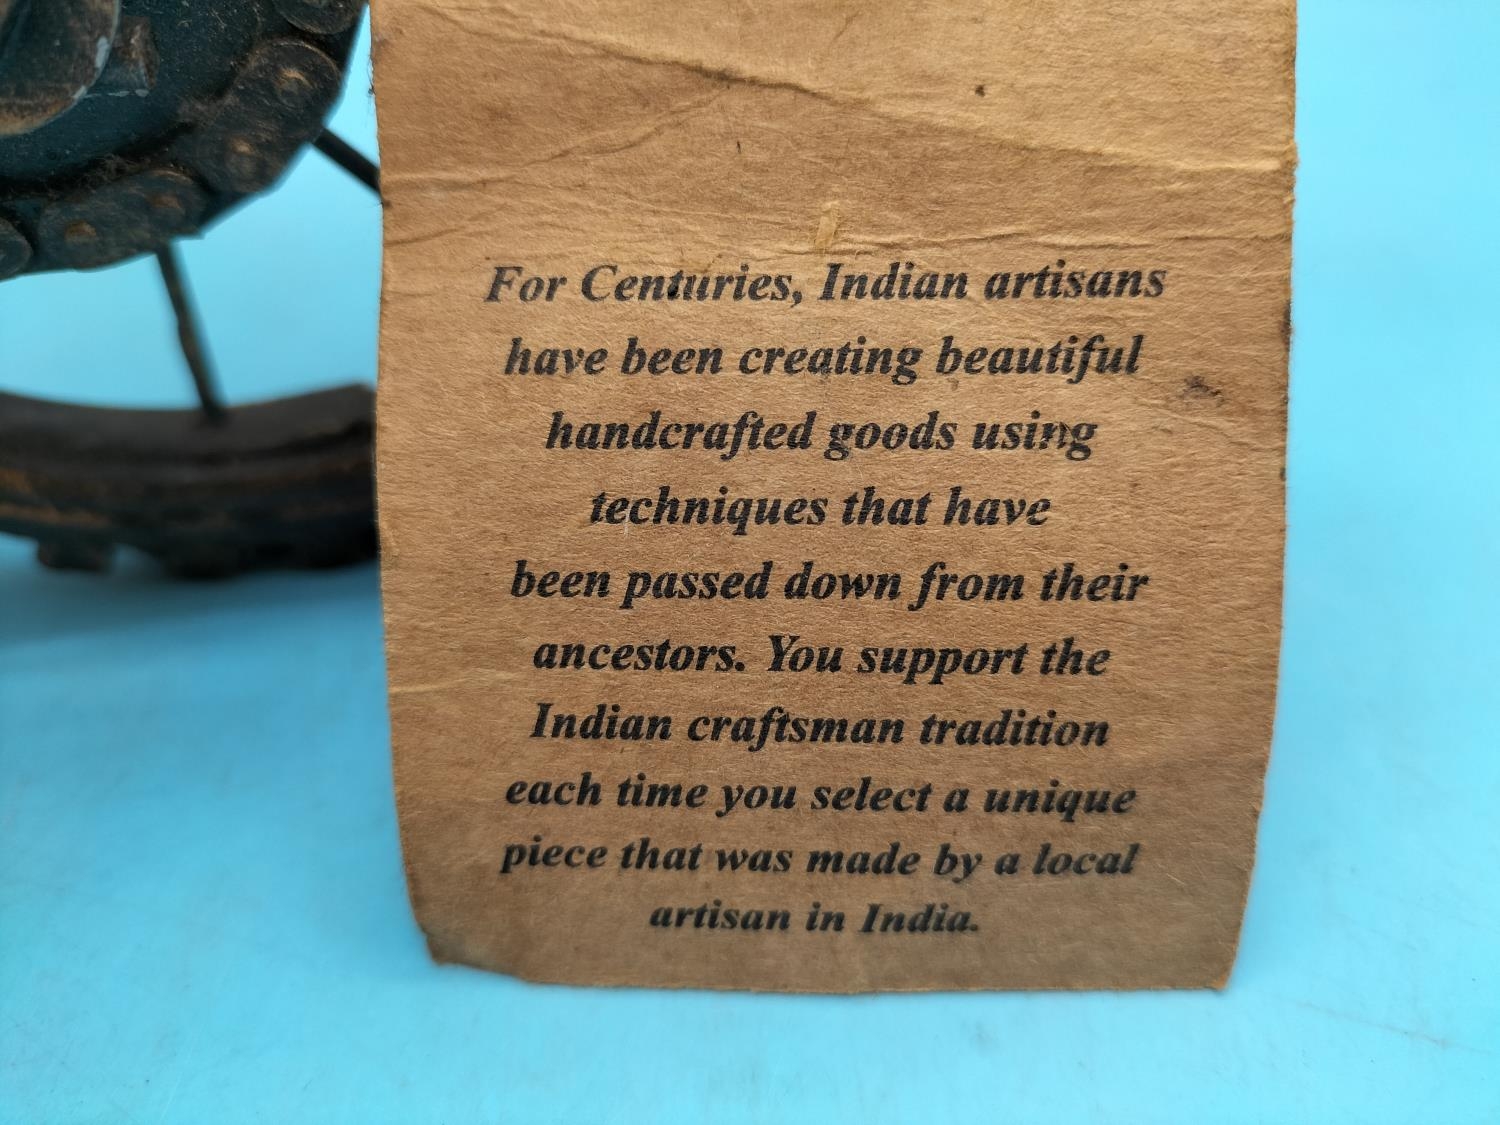 For Centuries, Indian artisans
have been creating beautiful
handcrafted goods using
techniques that have
been passed down from their
ancestors. You support the
Indian craftsman tradition
each time you select a unique
piece that was made by a local
artisan in India.